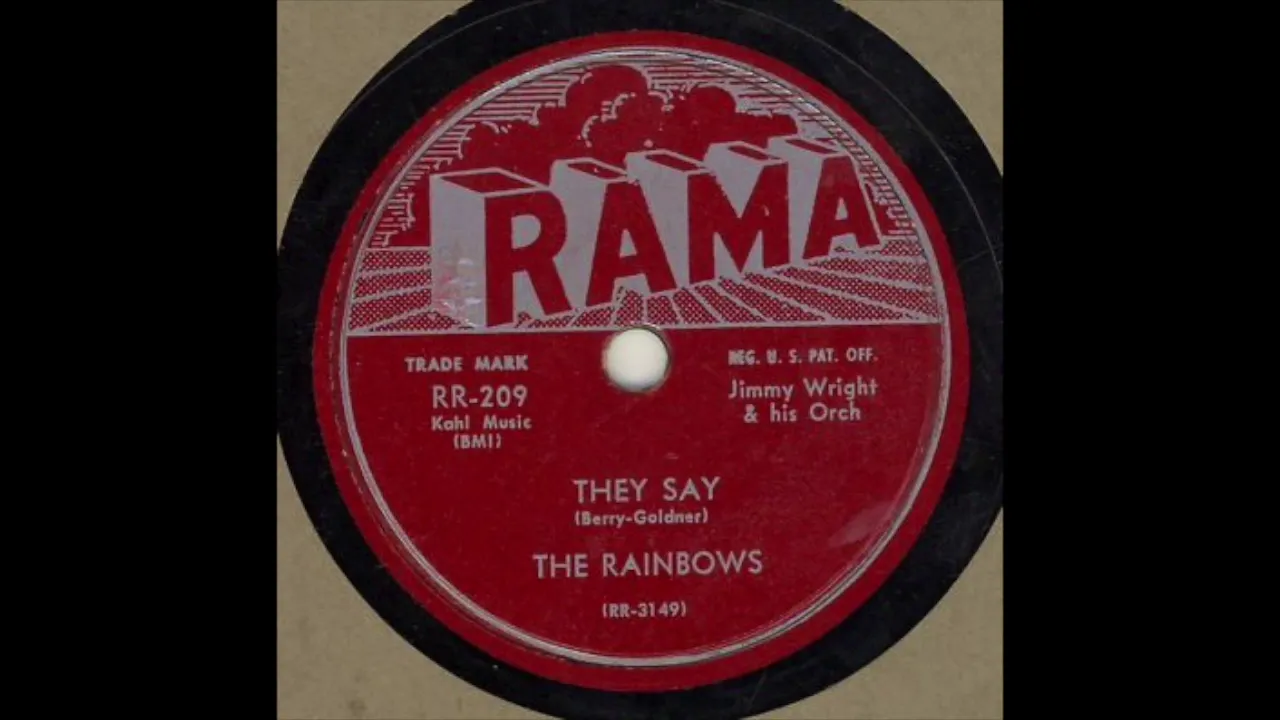 RAMA
TRADE MARK
RR-209
Kahl Music
(BMI)
REG. U. S. PAT. OFF.
Jimmy Wright
& his Orch
THEY SAY
(Berry-Goldner)
THE RAINBOWS
(RR-3149)